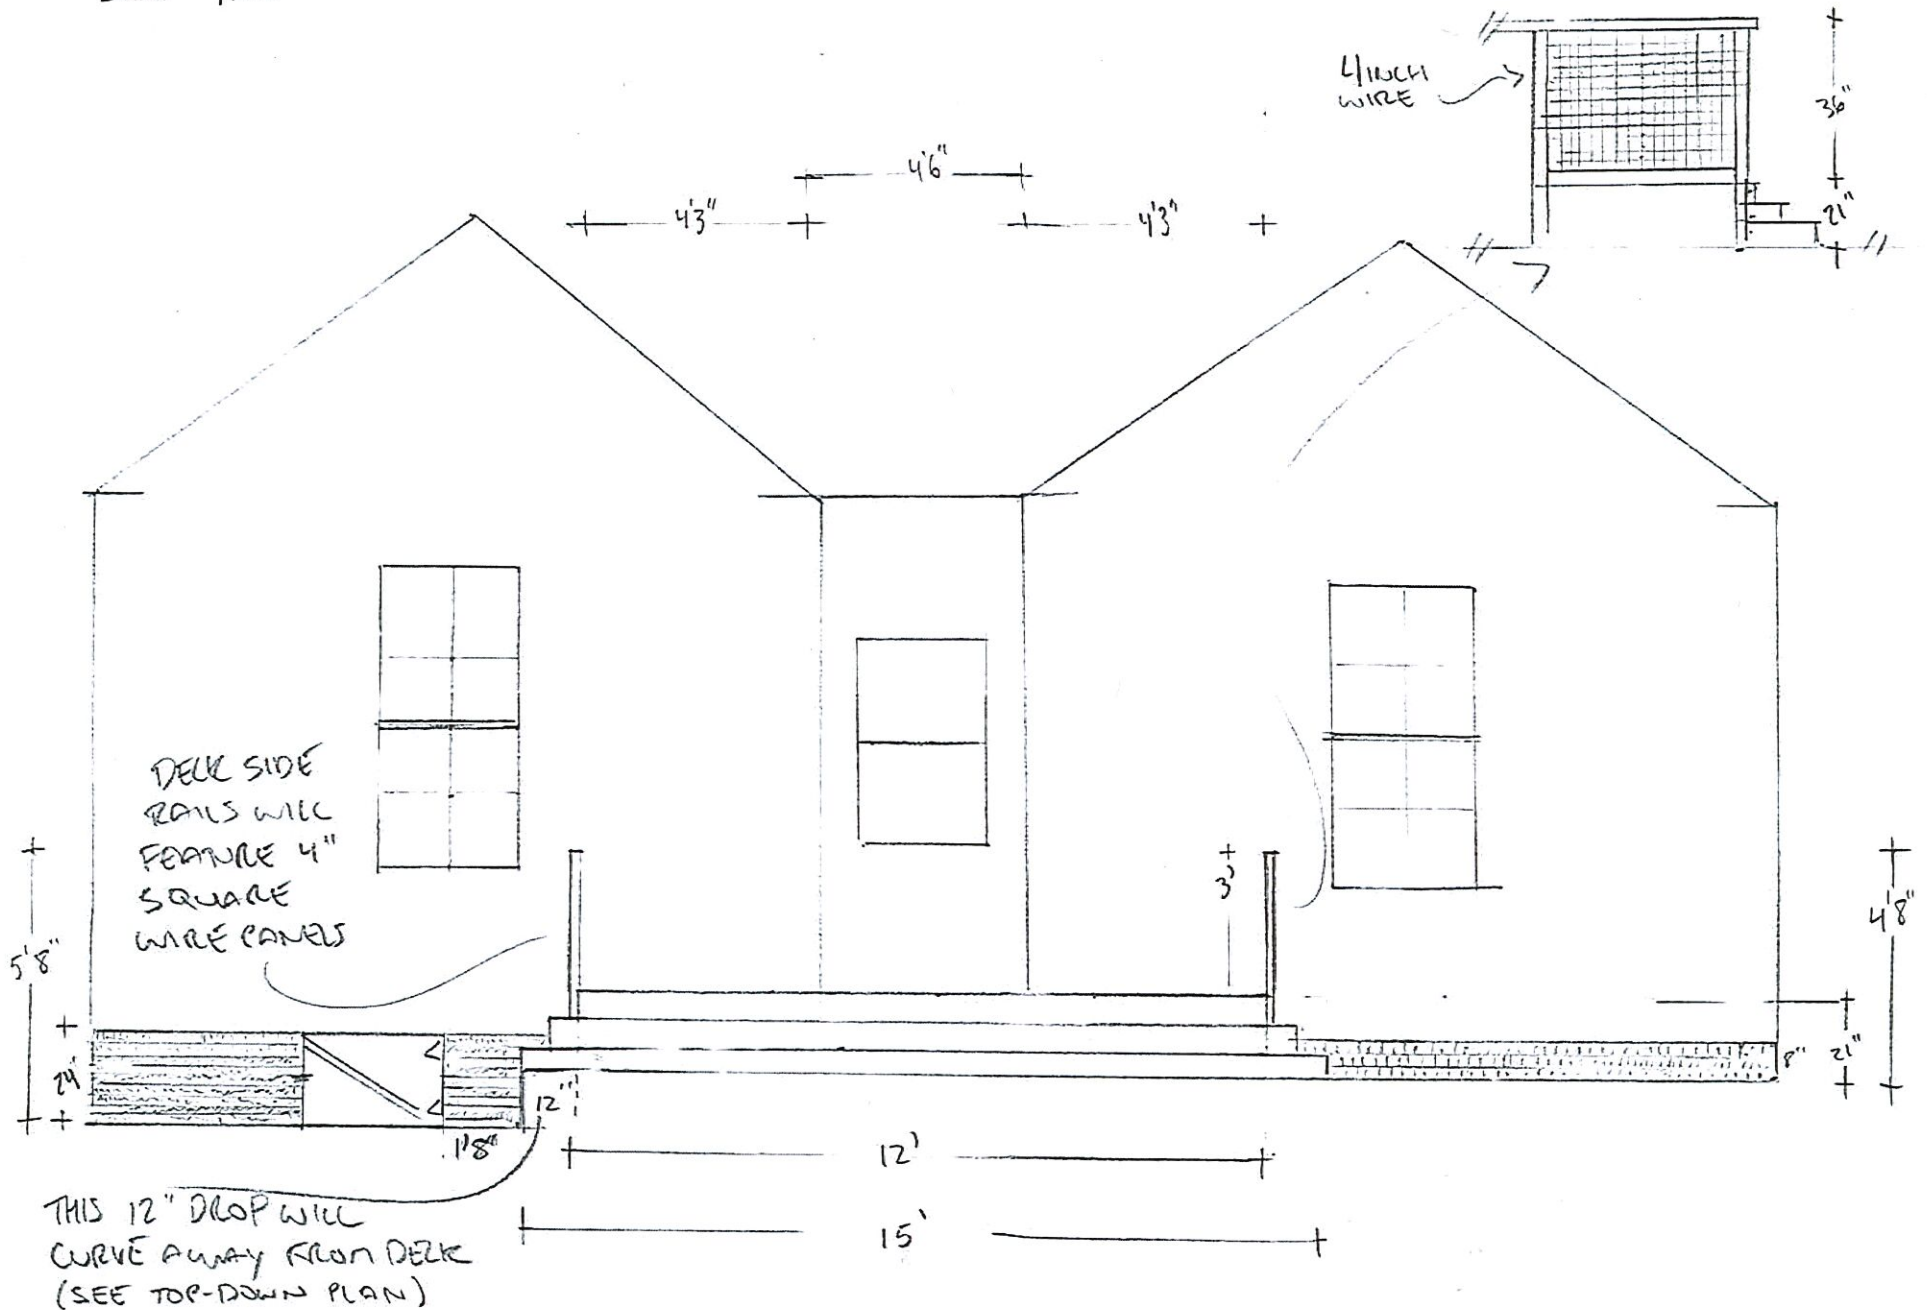 4 INCH
WIRE
36"
21"
4'6"
4'3"
4'3"
DECK SIDE
RAILS WILL
FEATURE 4"
SQUARE
WIRE PANELS
3'
5'8"
24"
4'8"
8"
21"
12"
1'8"
12'
15'
THIS 12" DROP WILL
CURVE AWAY FROM DECK
(SEE TOP-DOWN PLAN)